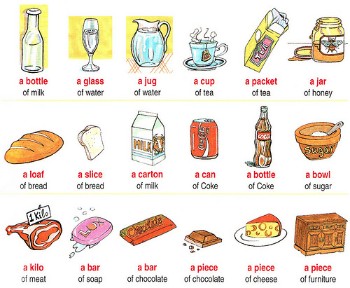 a bottle a glass a jug a cup a packet a jar
of milk of water of water of tea of tea of honey
MILK Coke Sugar
a loaf a slice a carton a can a bottle a bowl
of bread of bread of milk of Coke of Coke of sugar
1 Kilo
Chocolate
a kilo a bar a bar a piece a piece a piece
of meat of soap of chocolate of chocolate of cheese of furniture